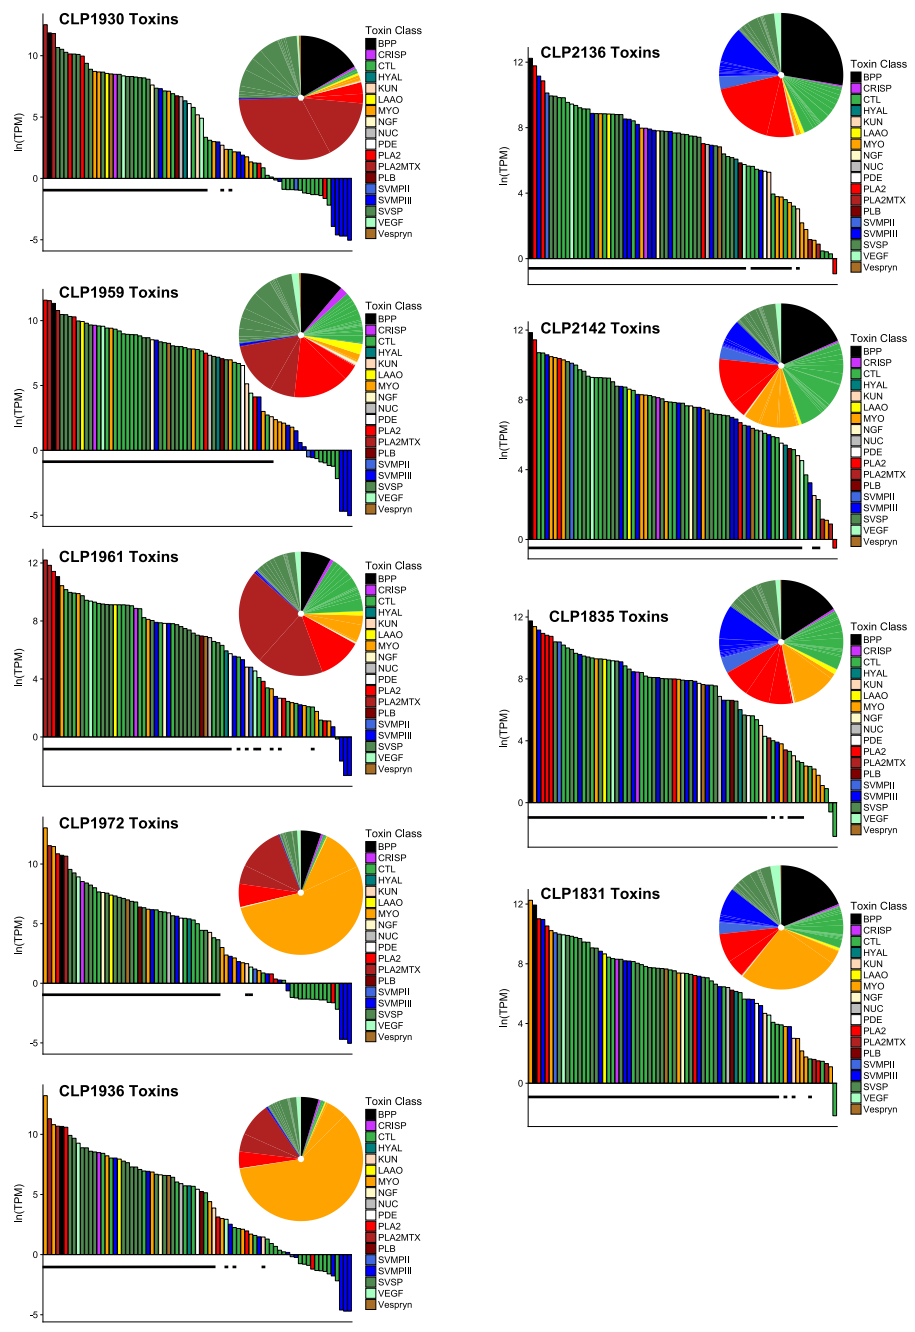 CLP1930 Toxins
ln(TPM)
10
5
0
-5
Toxin Class
BPP
CRISP
CTL
HYAL
KUN
LAAO
MYO
NGF
NUC
PDE
PLA2
PLA2MTX
PLB
SVMPII
SVMPIII
SVSP
VEGF
Vespryn
CLP1959 Toxins
ln(TPM)
10
5
0
-5
Toxin Class
BPP
CRISP
CTL
HYAL
KUN
LAAO
MYO
NGF
NUC
PDE
PLA2
PLA2MTX
PLB
SVMPII
SVMPIII
SVSP
VEGF
Vespryn
CLP1961 Toxins
ln(TPM)
12
8
4
0
Toxin Class
BPP
CRISP
CTL
HYAL
KUN
LAAO
MYO
NGF
NUC
PDE
PLA2
PLA2MTX
PLB
SVMPII
SVMPIII
SVSP
VEGF
Vespryn
CLP1972 Toxins
ln(TPM)
10
5
0
-5
Toxin Class
BPP
CRISP
CTL
HYAL
KUN
LAAO
MYO
NGF
NUC
PDE
PLA2
PLA2MTX
PLB
SVMPII
SVMPIII
SVSP
VEGF
Vespryn
CLP1936 Toxins
ln(TPM)
10
5
0
-5
Toxin Class
BPP
CRISP
CTL
HYAL
KUN
LAAO
MYO
NGF
NUC
PDE
PLA2
PLA2MTX
PLB
SVMPII
SVMPIII
SVSP
VEGF
Vespryn
CLP2136 Toxins
ln(TPM)
12
8
4
0
Toxin Class
BPP
CRISP
CTL
HYAL
KUN
LAAO
MYO
NGF
NUC
PDE
PLA2
PLA2MTX
PLB
SVMPII
SVMPIII
SVSP
VEGF
Vespryn
CLP2142 Toxins
ln(TPM)
12
8
4
0
Toxin Class
BPP
CRISP
CTL
HYAL
KUN
LAAO
MYO
NGF
NUC
PDE
PLA2
PLA2MTX
PLB
SVMPII
SVMPIII
SVSP
VEGF
Vespryn
CLP1835 Toxins
ln(TPM)
12
8
4
0
Toxin Class
BPP
CRISP
CTL
HYAL
KUN
LAAO
MYO
NGF
NUC
PDE
PLA2
PLA2MTX
PLB
SVMPII
SVMPIII
SVSP
VEGF
Vespryn
CLP1831 Toxins
ln(TPM)
12
8
4
0
Toxin Class
BPP
CRISP
CTL
HYAL
KUN
LAAO
MYO
NGF
NUC
PDE
PLA2
PLA2MTX
PLB
SVMPII
SVMPIII
SVSP
VEGF
Vespryn